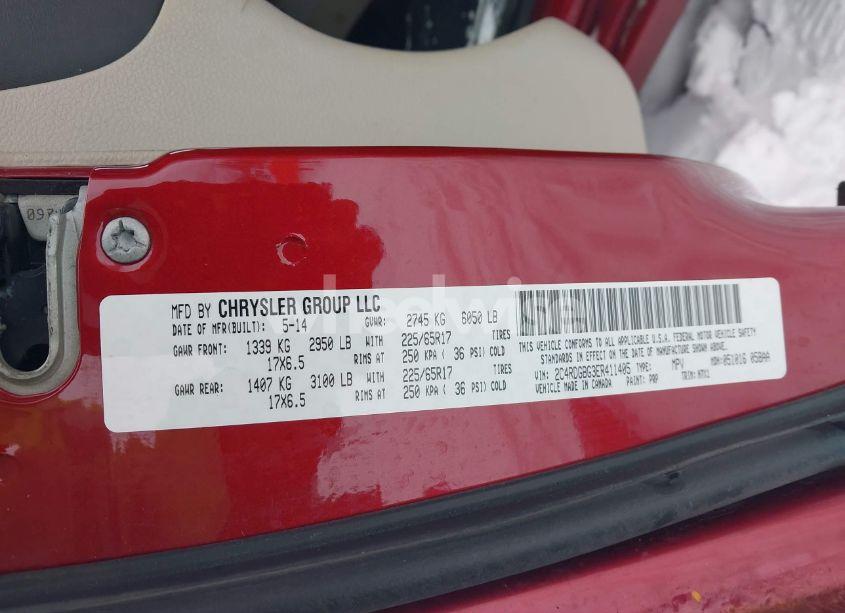 097
MFD BY CHRYSLER GROUP LLC
DATE OF MFR(BUILT): 5-14 GVWR: 2745 KG 6050 LB
GAWR FRONT: 1339 KG 2950 LB WITH 225/65R17 TIRES
17X6.5 RIMS AT 250 KPA ( 36 PSI) COLD
GAWR REAR: 1407 KG 3100 LB WITH 225/65R17 TIRES
17X6.5 RIMS AT 250 KPA ( 36 PSI) COLD
THIS VEHICLE CONFORMS TO ALL APPLICABLE U.S.A. FEDERAL MOTOR VEHICLE SAFETY
STANDARDS IN EFFECT ON THE DATE OF MANUFACTURE SHOWN ABOVE.
VIN: 2C4RDGBG3ER411405 TYPE: MPV MDH:051016 058AA
VEHICLE MADE IN CANADA PAINT: PRP TRIM: